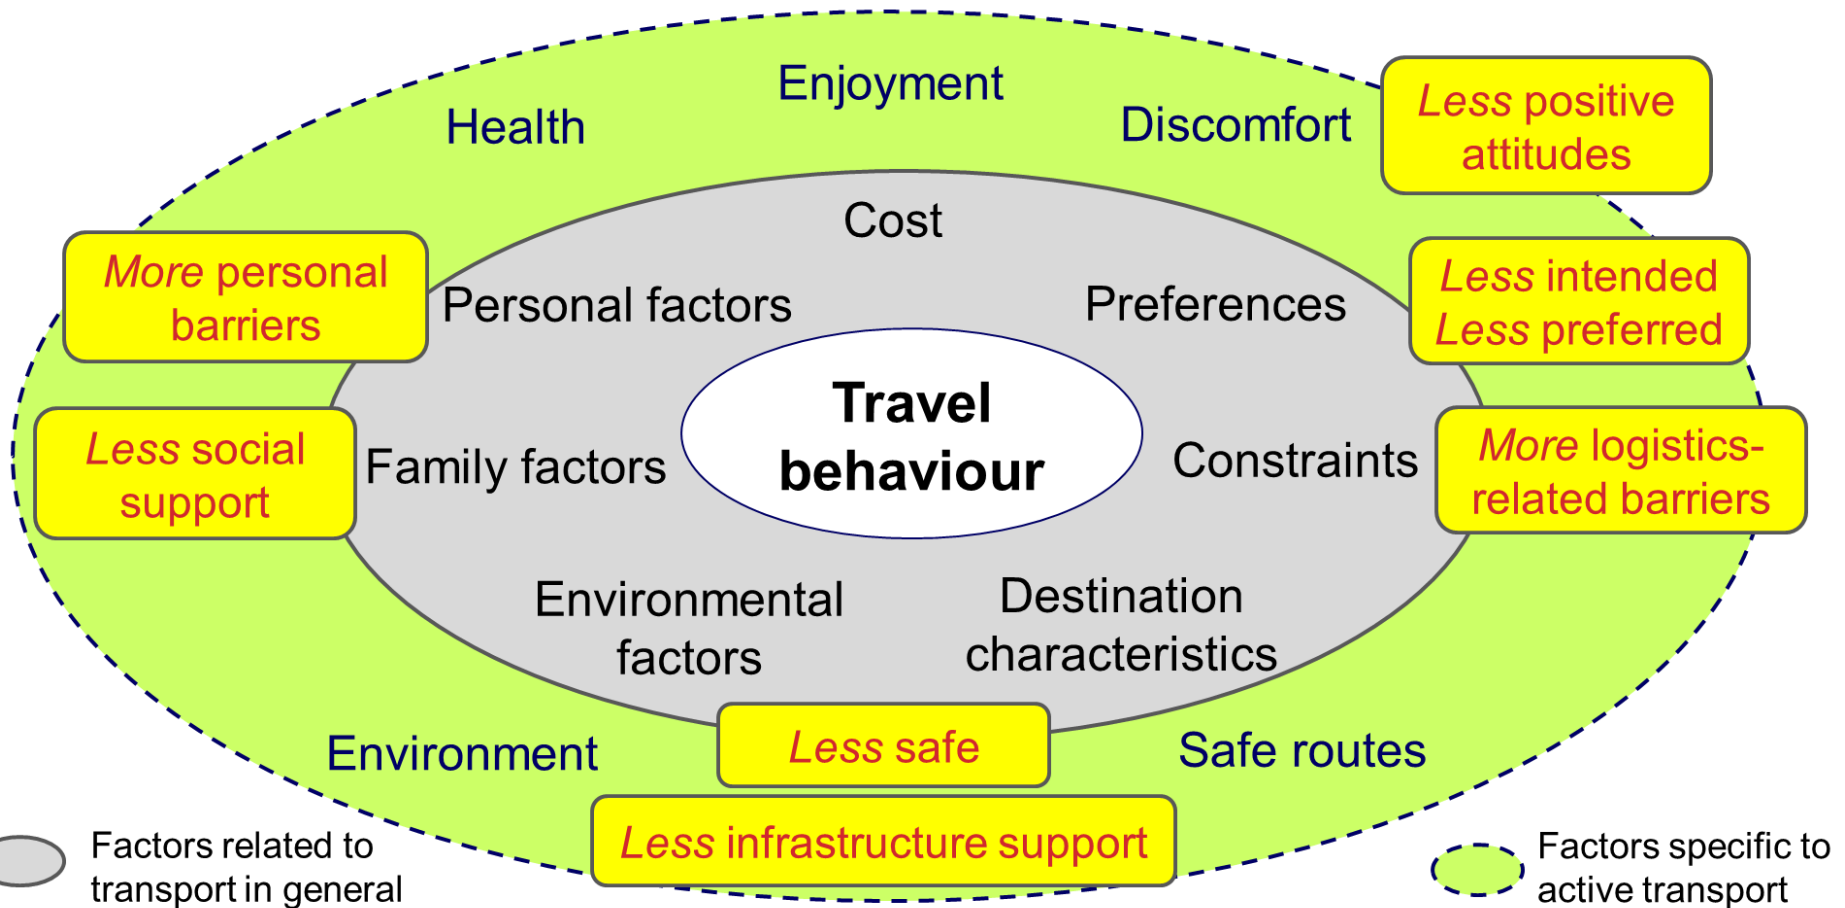 Enjoyment
Health
Discomfort
Less positive
attitudes
Cost
More personal
barriers
Personal factors
Preferences
Less intended
Less preferred
Travel
behaviour
Less social
support
Family factors
Constraints
More logistics-
related barriers
Environmental
factors
Destination
characteristics
Environment
Less safe
Safe routes
Less infrastructure support
Factors related to
transport in general
Factors specific to
active transport